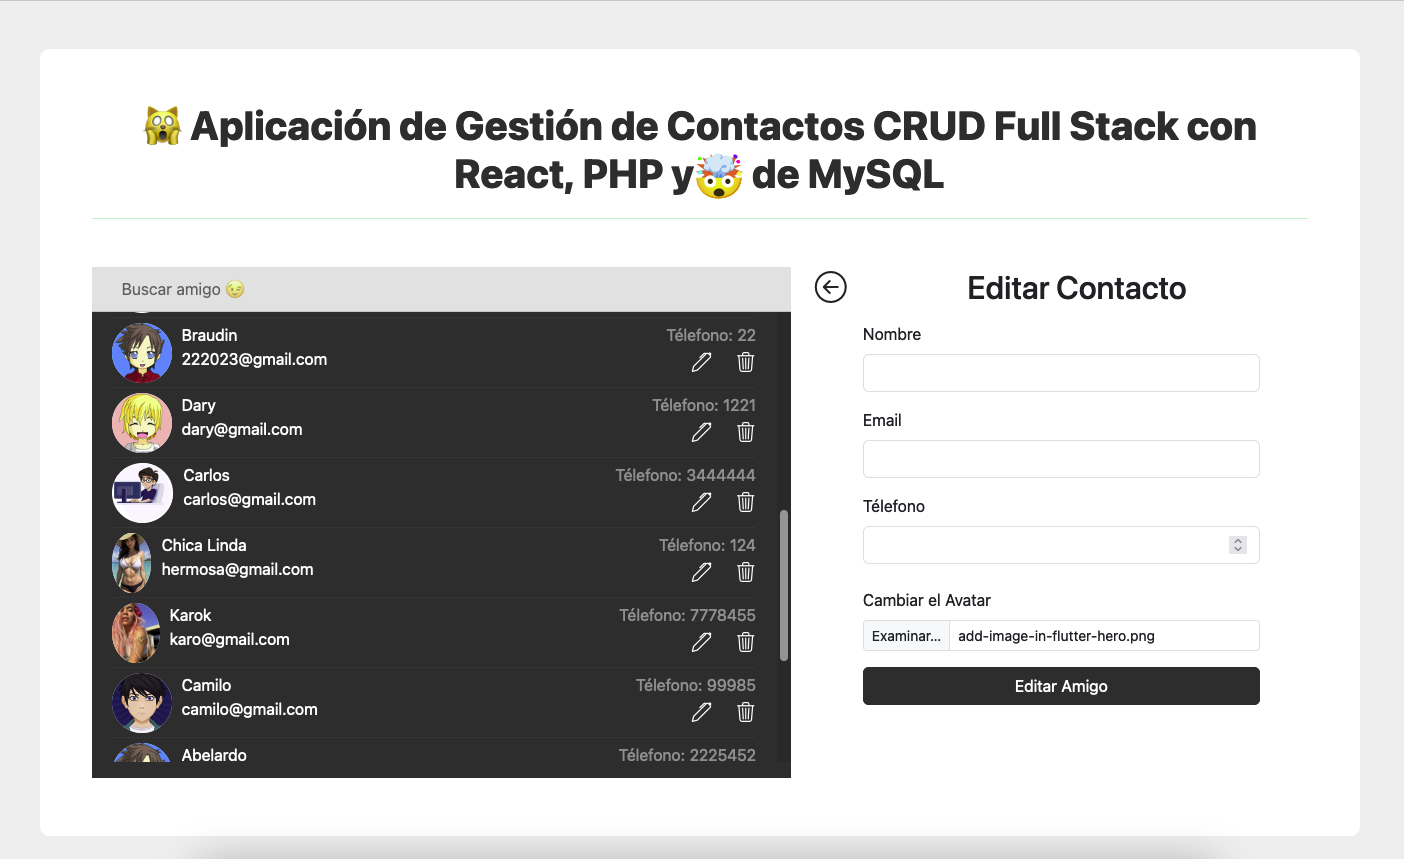 🙀 Aplicación de Gestión de Contactos CRUD Full Stack con
React, PHP y🤯 de MySQL
Buscar amigo 😉
Braudin
Télefono: 22
222023@gmail.com
Dary
Télefono: 1221
dary@gmail.com
Carlos
Télefono: 3444444
carlos@gmail.com
Chica Linda
Télefono: 124
hermosa@gmail.com
Karok
Télefono: 7778455
karo@gmail.com
Camilo
Télefono: 99985
camilo@gmail.com
Abelardo
Télefono: 2225452
Editar Contacto
Nombre
Email
Télefono
Cambiar el Avatar
Examinar... add-image-in-flutter-hero.png
Editar Amigo